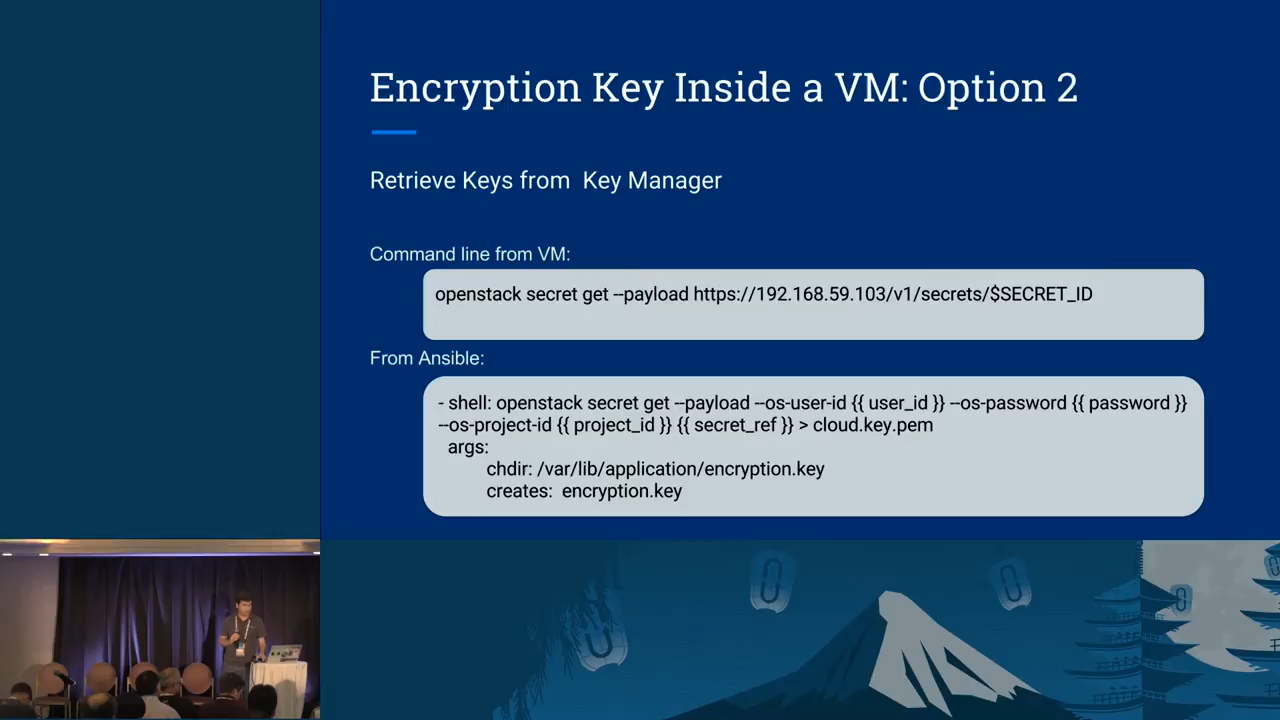 Encryption Key Inside a VM: Option 2
Retrieve Keys from Key Manager
Command line from VM:
openstack secret get --payload https://192.168.59.103/v1/secrets/$SECRET_ID
From Ansible:
- shell: openstack secret get --payload --os-user-id {{ user_id }} --os-password {{ password }}
--os-project-id {{ project_id }} {{ secret_ref }} > cloud.key.pem
args:
chdir: /var/lib/application/encryption.key
creates: encryption.key